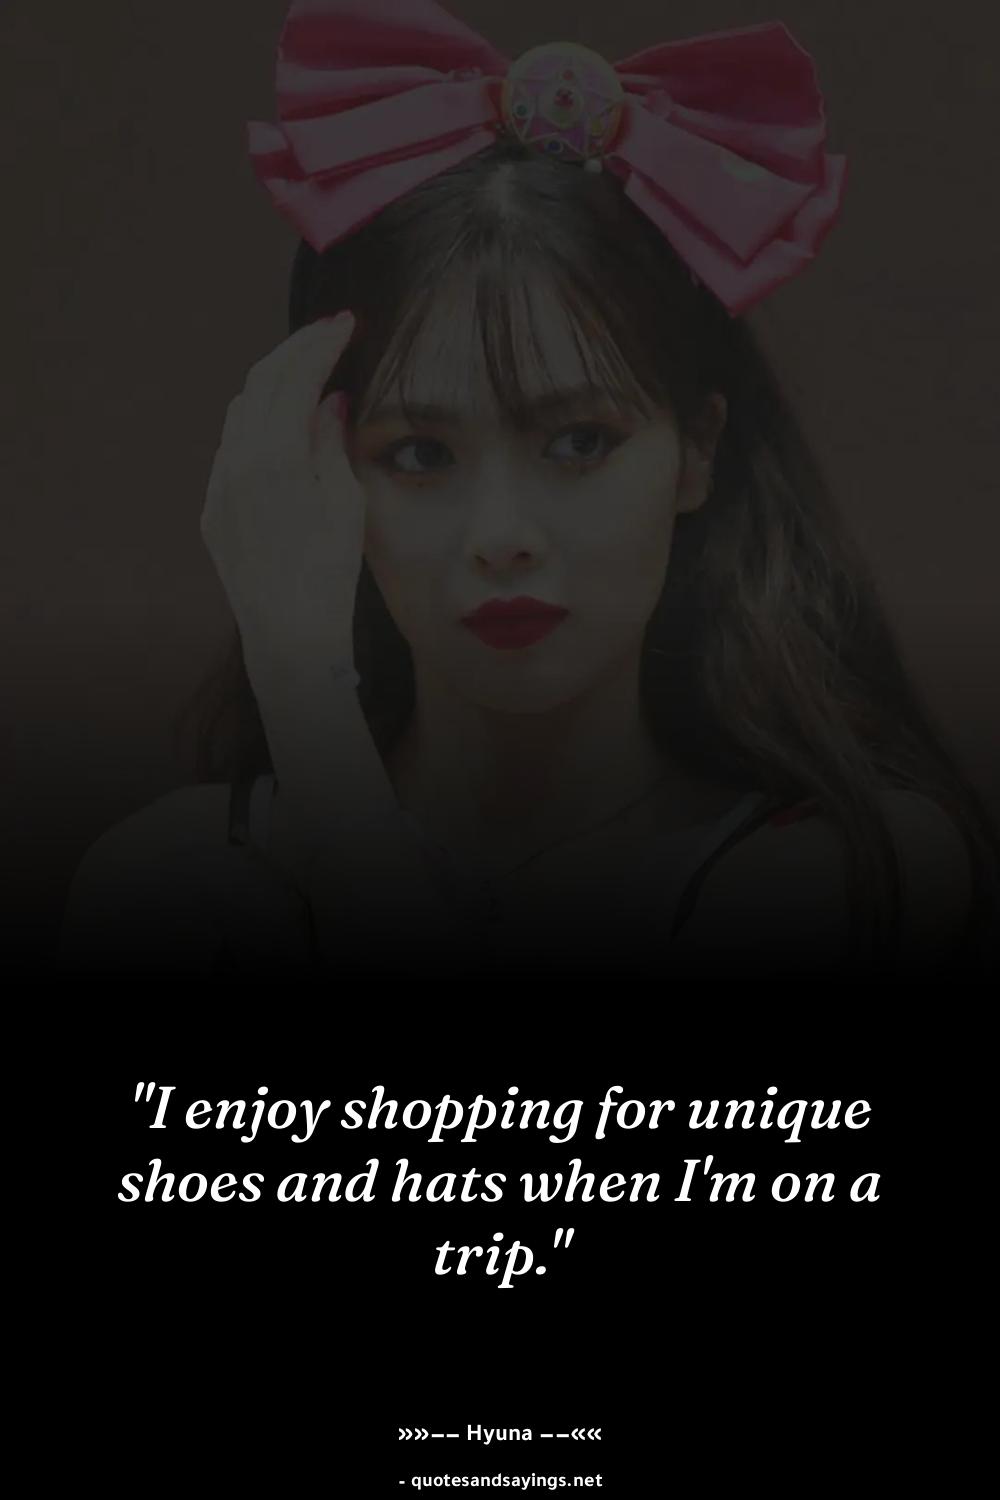 "I enjoy shopping for unique
shoes and hats when I'm on a
trip."
»»−− Hyuna −−««
- quotesandsayings.net